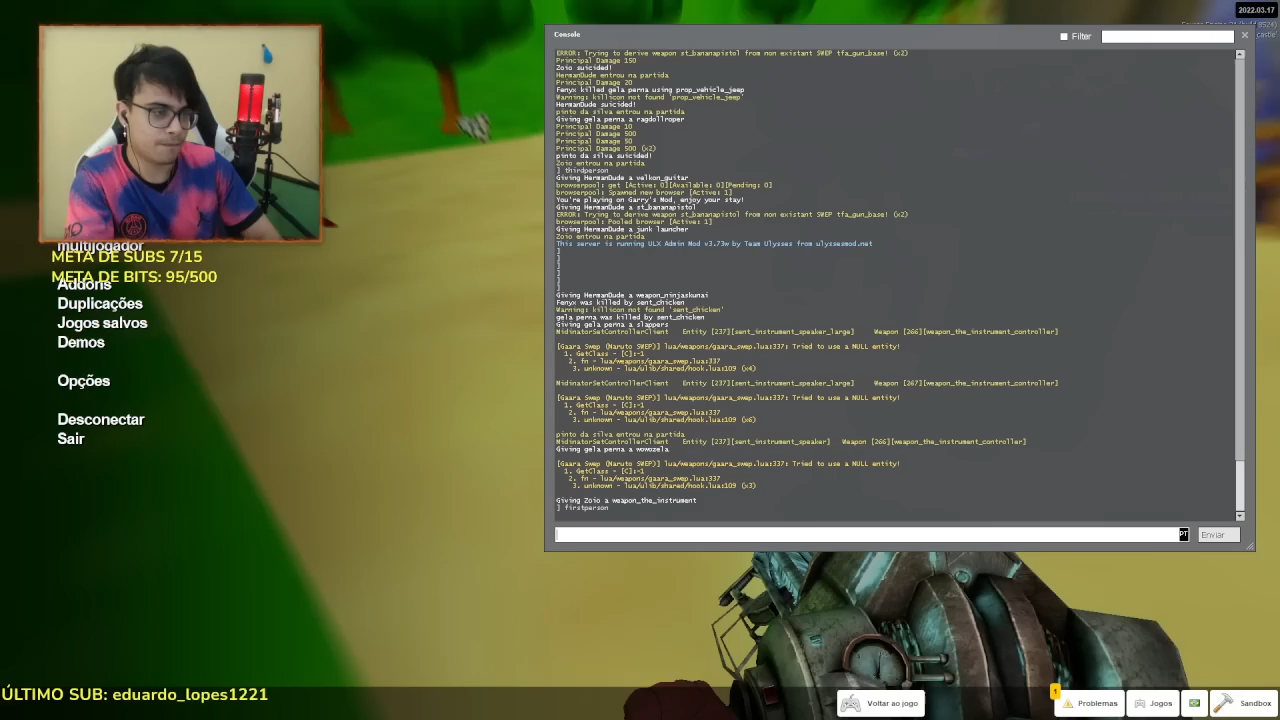 2022.03.17
Console
Filter
ERROR: Trying to derive weapon st_bananapistol from non existant SWEP tfa_gun_base! (x2)
Principal Damage 150
Zoio suicided!
HermanDude entrou na partida
Principal Damage 20
Fenyx killed gela perna using prop_vehicle_jeep
Warning: killicon not found 'prop_vehicle_jeep'
HermanDude suicided!
pinto da silva entrou na partida
Giving gela perna a ragdollroper
Principal Damage 10
Principal Damage 500
Principal Damage 50
Principal Damage 500 (x2)
pinto da silva suicided!
Zoio entrou na partida
] thirdperson
Giving HermanDude a velkon_guitar
browserpool: get [Active: 0][Available: 0][Pending: 0]
browserpool: Spawned new browser [Active: 1]
You're playing on Garry's Mod, enjoy your stay!
Giving HermanDude a st_bananapistol
ERROR: Trying to derive weapon st_bananapistol from non existant SWEP tfa_gun_base! (x2)
browserpool: Pooled browser [Active: 1]
Giving HermanDude a junk launcher
Zoio entrou na partida
This server is running ULX Admin Mod v3.73w by Team Ulysses from ulyssesmod.net
]
]
]
]
]
]
Giving HermanDude a weapon_ninjaskunai
Fenyx was killed by sent_chicken
Warning: killicon not found 'sent_chicken'
gela perna was killed by sent_chicken
Giving gela perna a slappers
MidinatorSetControllerClient Entity [237][sent_instrument_speaker_large] Weapon [266][weapon_the_instrument_controller]
[Gaara Swep (Naruto SWEP)] lua/weapons/gaara_swep.lua:337: Tried to use a NULL entity!
1. GetClass - [C]:-1
2. fn - lua/weapons/gaara_swep.lua:337
3. unknown - lua/ulib/shared/hook.lua:109 (x4)
MidinatorSetControllerClient Entity [237][sent_instrument_speaker_large] Weapon [267][weapon_the_instrument_controller]
[Gaara Swep (Naruto SWEP)] lua/weapons/gaara_swep.lua:337: Tried to use a NULL entity!
1. GetClass - [C]:-1
2. fn - lua/weapons/gaara_swep.lua:337
3. unknown - lua/ulib/shared/hook.lua:109 (x6)
pinto da silva entrou na partida
MidinatorSetControllerClient Entity [237][sent_instrument_speaker] Weapon [266][weapon_the_instrument_controller]
Giving gela perna a wowozela
[Gaara Swep (Naruto SWEP)] lua/weapons/gaara_swep.lua:337: Tried to use a NULL entity!
1. GetClass - [C]:-1
2. fn - lua/weapons/gaara_swep.lua:337
3. unknown - lua/ulib/shared/hook.lua:109 (x3)
Giving Zoio a weapon_the_instrument
] firstperson
PT
Enviar
multijogador
META DE SUBS 7/15
META DE BITS: 95/500
Addons
Duplicações
Jogos salvos
Demos
Opções
Desconectar
Sair
ÚLTIMO SUB: eduardo_lopes1221
Voltar ao jogo
1
Problemas
Jogos
Sandbox